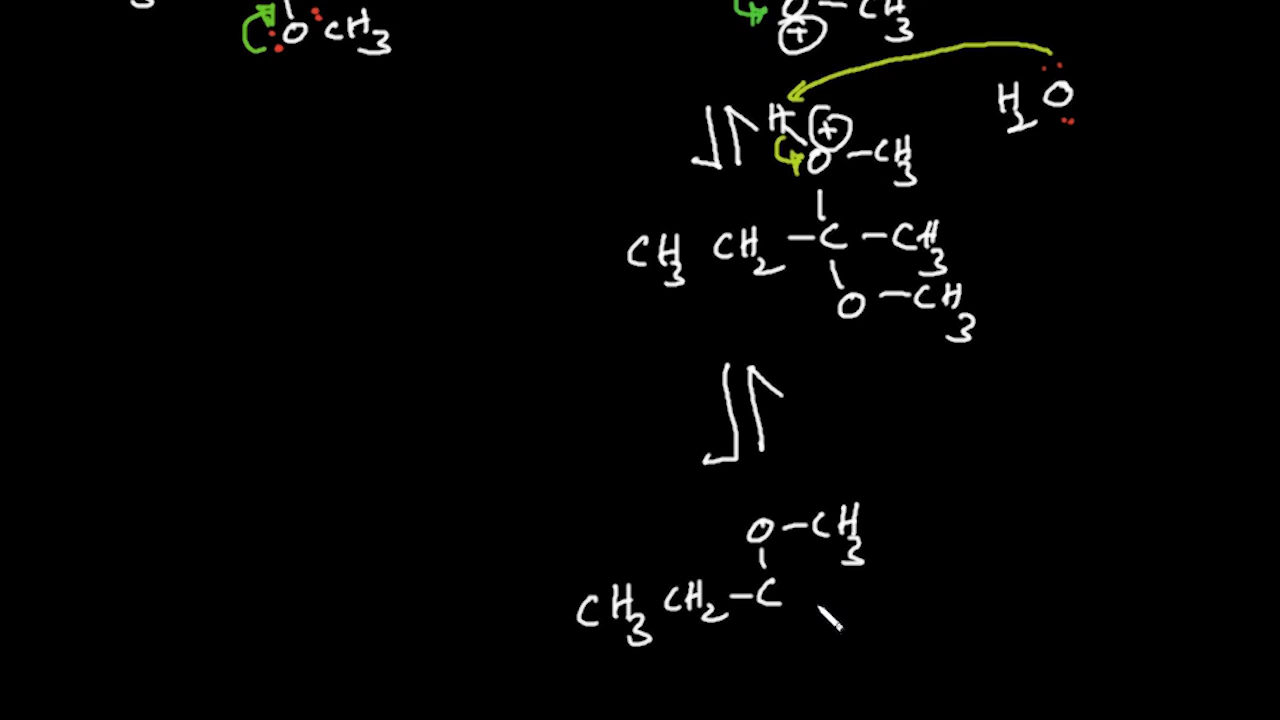 O CH3
O-CH3
+
H2O
H +
O-CH3
CH3 CH2-C-CH3
O-CH3
O-CH3
CH3 CH2-C